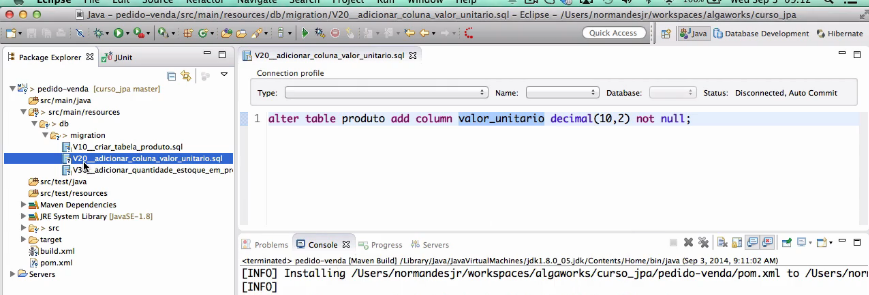 Eclipse File Edit Source Refactor Navigate Search Project Run Window Help 100% Wed Sep 3 9:12
Java – pedido-venda/src/main/resources/db/migration/V20__adicionar_coluna_valor_unitario.sql – Eclipse – /Users/normandesjr/workspaces/algaworks/curso_jpa
Quick Access Java Database Development Hibernate
Package Explorer JUnit
V20__adicionar_coluna_valor_unitario.sql
Connection profile
Type: Name: Database: Status: Disconnected, Auto Commit
1 alter table produto add column valor_unitario decimal(10,2) not null;
pedido-venda [curso_jpa master]
src/main/java
src/main/resources
db
migration
V10__criar_tabela_produto.sql
V20__adicionar_coluna_valor_unitario.sql
V30__adicionar_quantidade_estoque_em_pr
src/test/java
src/test/resources
Maven Dependencies
JRE System Library [JavaSE-1.8]
src
target
build.xml
pom.xml
Servers
Problems Console Progress Servers
<terminated> pedido-venda [Maven Build] /Library/Java/JavaVirtualMachines/jdk1.8.0_05.jdk/Contents/Home/bin/java (Sep 3, 2014, 9:11:02 AM)
[INFO] Installing /Users/normandesjr/workspaces/algaworks/curso_jpa/pedido-venda/pom.xml to /Users/nor
[INFO]